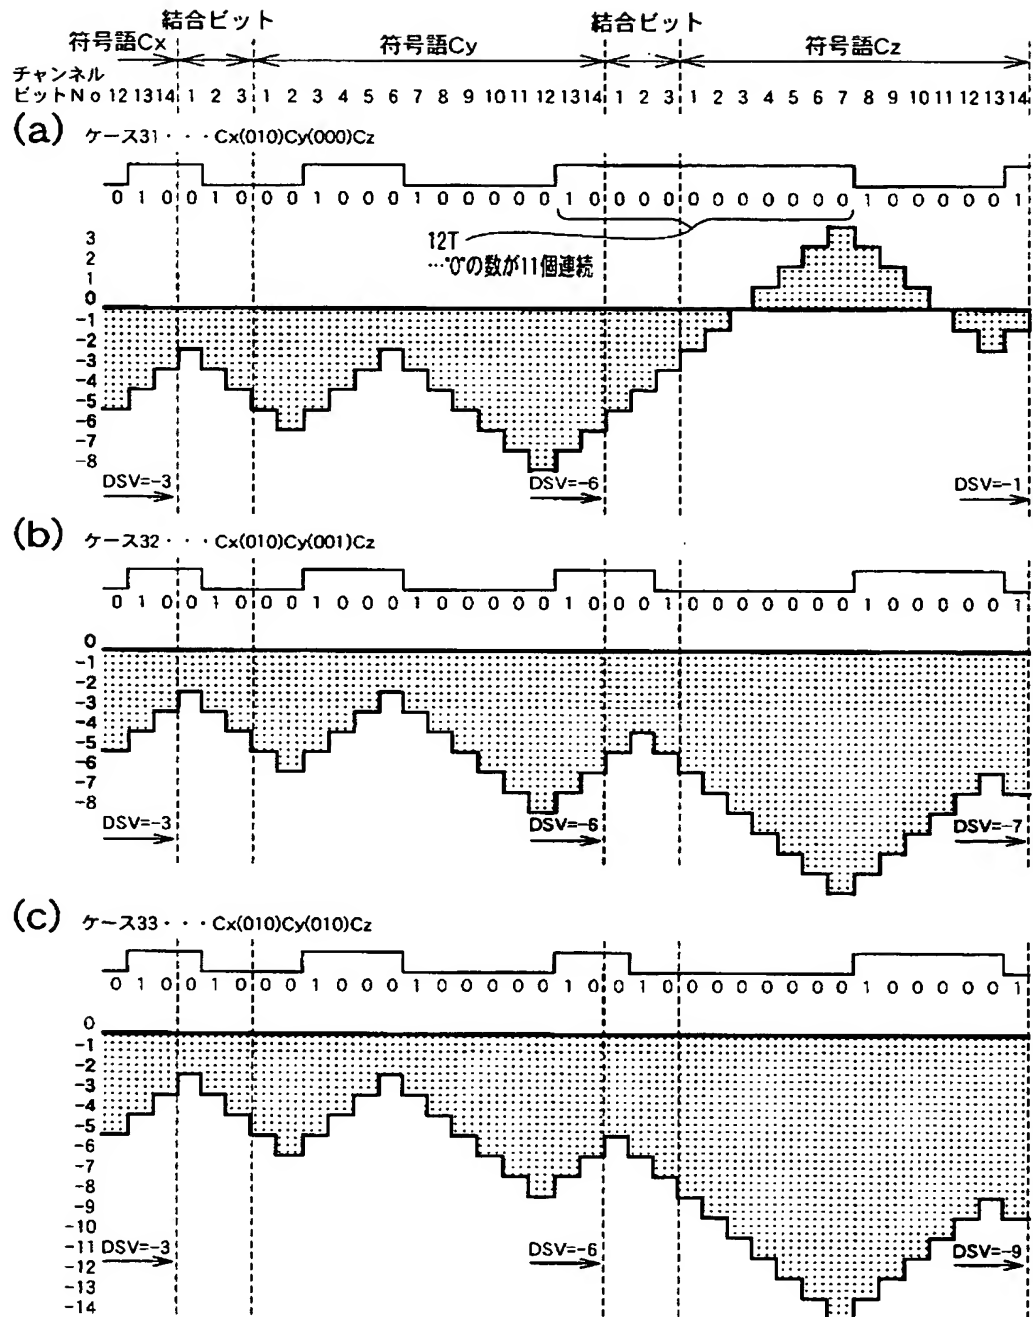 結合ビット 結合ビット
符号語Cx 符号語Cy 符号語Cz
チャンネル
ビットNo 12 13 14 1 2 3 1 2 3 4 5 6 7 8 9 10 11 12 13 14 1 2 3 1 2 3 4 5 6 7 8 9 10 11 12 13 14
(a) ケース31・・・Cx(010)Cy(000)Cz
0 1 0 0 1 0 0 0 1 0 0 0 1 0 0 0 0 0 1 0 0 0 0 0 0 0 0 0 0 0 1 0 0 0 0 0 1
12T
…"0"の数が11個連続
3
2
1
0
-1
-2
-3
-4
-5
-6
-7
-8
DSV=-3 DSV=-6 DSV=-1
(b) ケース32・・・Cx(010)Cy(001)Cz
0 1 0 0 1 0 0 0 1 0 0 0 1 0 0 0 0 0 1 0 0 0 1 0 0 0 0 0 0 0 1 0 0 0 0 0 1
0
-1
-2
-3
-4
-5
-6
-7
-8
DSV=-3 DSV=-6 DSV=-7
(c) ケース33・・・Cx(010)Cy(010)Cz
0 1 0 0 1 0 0 0 1 0 0 0 1 0 0 0 0 0 1 0 0 1 0 0 0 0 0 0 0 0 1 0 0 0 0 0 1
0
-1
-2
-3
-4
-5
-6
-7
-8
-9
-10
-11 DSV=-3 DSV=-6 DSV=-9
-12
-13
-14